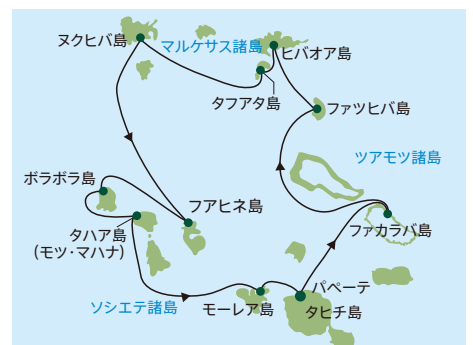 ヌクヒバ島
マルケサス諸島
ヒバオア島
タフアタ島
ファツヒバ島
ツアモツ諸島
ボラボラ島
フアヒネ島
ファカラバ島
タハア島
(モツ・マハナ)
パペーテ
ソシエテ諸島
モーレア島
タヒチ島